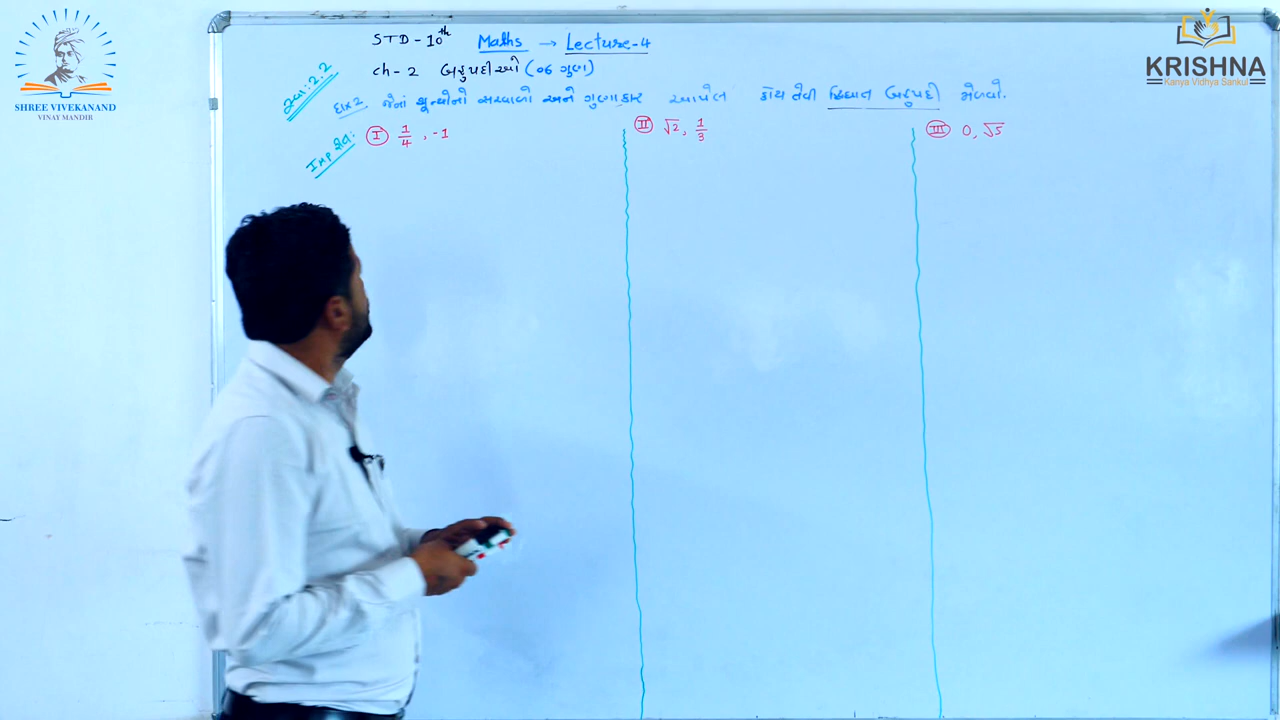 SHREE VIVEKANAND
VINAY MANDIR
KRISHNA
Kanya Vidhya Sankul
STD - 10th Maths → Lecture-4
ch-2 બહુપદીઓ (06 ગુણ)
સ્વા: 2.2
દાખ 2. જેનાં શૂન્યોનો સરવાળો અને ગુણાકાર આપેલ હોય તેવી દ્વિઘાત બહુપદી મેળવો.
Imp
I 1/4, -1
II √2, 1/3
III 0, √5